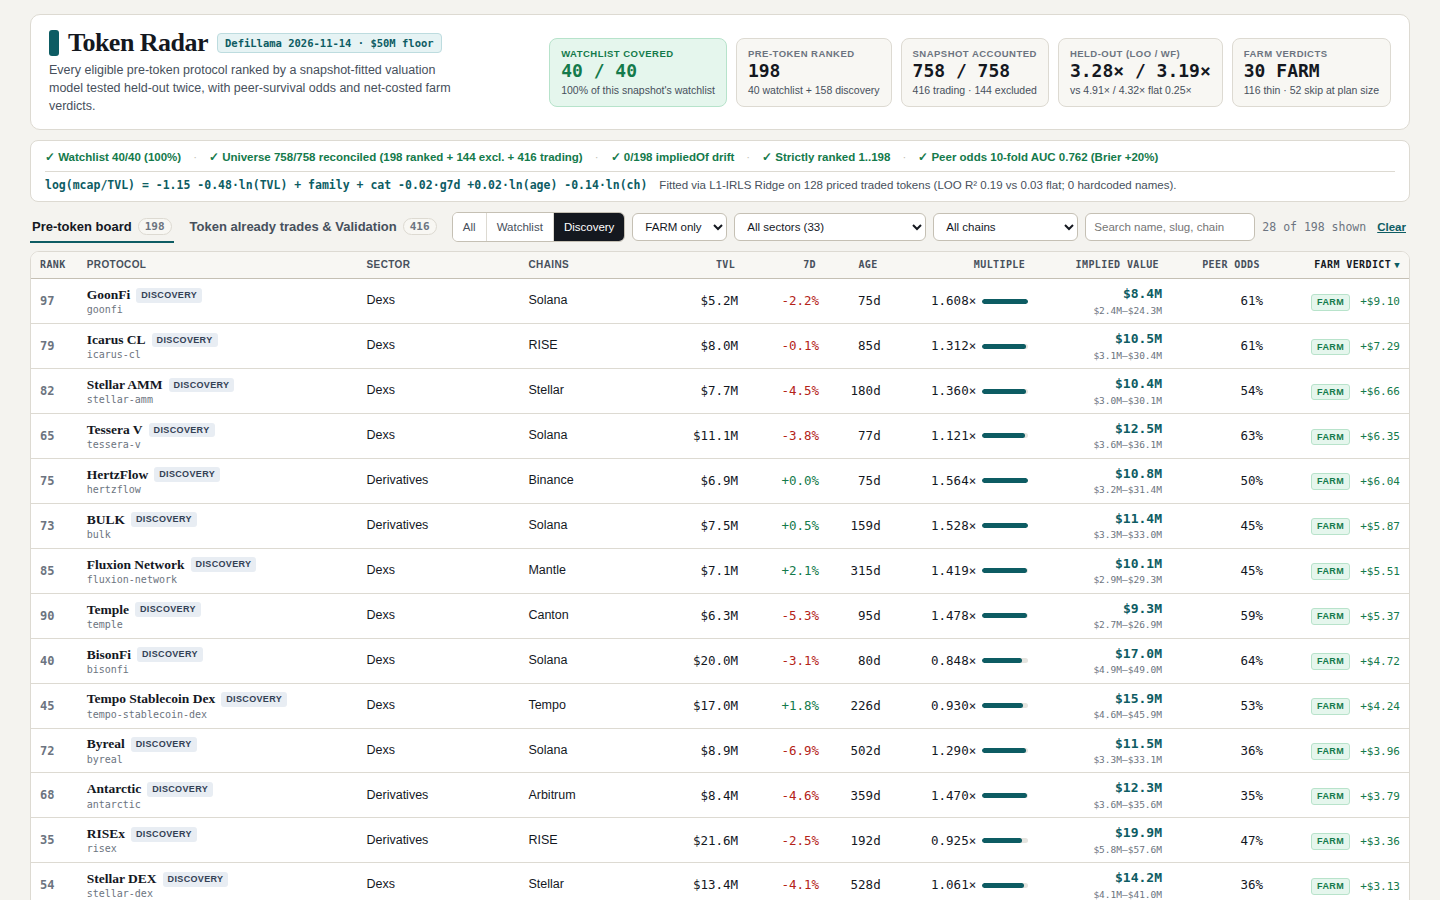 Token Radar DefiLlama 2026-11-14 · $50M floor
Every eligible pre-token protocol ranked by a snapshot-fitted valuation
model tested held-out twice, with peer-survival odds and net-costed farm
verdicts.
WATCHLIST COVERED
40 / 40
100% of this snapshot's watchlist
PRE-TOKEN RANKED
198
40 watchlist + 158 discovery
SNAPSHOT ACCOUNTED
758 / 758
416 trading · 144 excluded
HELD-OUT (LOO / WF)
3.28× / 3.19×
vs 4.91× / 4.32× flat 0.25×
FARM VERDICTS
30 FARM
116 thin · 52 skip at plan size
✓ Watchlist 40/40 (100%) · ✓ Universe 758/758 reconciled (198 ranked + 144 excl. + 416 trading) · ✓ 0/198 impliedOf drift · ✓ Strictly ranked 1..198 · ✓ Peer odds 10-fold AUC 0.762 (Brier +20%)
log(mcap/TVL) = -1.15 -0.48·ln(TVL) + family + cat -0.02·g7d +0.02·ln(age) -0.14·ln(ch) Fitted via L1-IRLS Ridge on 128 priced traded tokens (LOO R² 0.19 vs 0.03 flat; 0 hardcoded names).
Pre-token board 198 Token already trades & Validation 416 All Watchlist Discovery FARM only All sectors (33) All chains Search name, slug, chain 28 of 198 shown Clear
RANK PROTOCOL SECTOR CHAINS TVL 7D AGE MULTIPLE IMPLIED VALUE PEER ODDS FARM VERDICT ▼
97 GoonFi DISCOVERY Dexs Solana $5.2M -2.2% 75d 1.608× $8.4M 61% FARM +$9.10
goonfi $2.4M–$24.3M
79 Icarus CL DISCOVERY Dexs RISE $8.0M -0.1% 85d 1.312× $10.5M 61% FARM +$7.29
icarus-cl $3.1M–$30.4M
82 Stellar AMM DISCOVERY Dexs Stellar $7.7M -4.5% 180d 1.360× $10.4M 54% FARM +$6.66
stellar-amm $3.0M–$30.1M
65 Tessera V DISCOVERY Dexs Solana $11.1M -3.8% 77d 1.121× $12.5M 63% FARM +$6.35
tessera-v $3.6M–$36.1M
75 HertzFlow DISCOVERY Derivatives Binance $6.9M +0.0% 75d 1.564× $10.8M 50% FARM +$6.04
hertzflow $3.2M–$31.4M
73 BULK DISCOVERY Derivatives Solana $7.5M +0.5% 159d 1.528× $11.4M 45% FARM +$5.87
bulk $3.3M–$33.0M
85 Fluxion Network DISCOVERY Dexs Mantle $7.1M +2.1% 315d 1.419× $10.1M 45% FARM +$5.51
fluxion-network $2.9M–$29.3M
90 Temple DISCOVERY Dexs Canton $6.3M -5.3% 95d 1.478× $9.3M 59% FARM +$5.37
temple $2.7M–$26.9M
40 BisonFi DISCOVERY Dexs Solana $20.0M -3.1% 80d 0.848× $17.0M 64% FARM +$4.72
bisonfi $4.9M–$49.0M
45 Tempo Stablecoin Dex DISCOVERY Dexs Tempo $17.0M +1.8% 226d 0.930× $15.9M 53% FARM +$4.24
tempo-stablecoin-dex $4.6M–$45.9M
72 Byreal DISCOVERY Dexs Solana $8.9M -6.9% 502d 1.290× $11.5M 36% FARM +$3.96
byreal $3.3M–$33.1M
68 Antarctic DISCOVERY Derivatives Arbitrum $8.4M -4.6% 359d 1.470× $12.3M 35% FARM +$3.79
antarctic $3.6M–$35.6M
35 RISEx DISCOVERY Derivatives RISE $21.6M -2.5% 192d 0.925× $19.9M 47% FARM +$3.36
risex $5.8M–$57.6M
54 Stellar DEX DISCOVERY Dexs Stellar $13.4M -4.1% 528d 1.061× $14.2M 36% FARM +$3.13
stellar-dex $4.1M–$41.0M